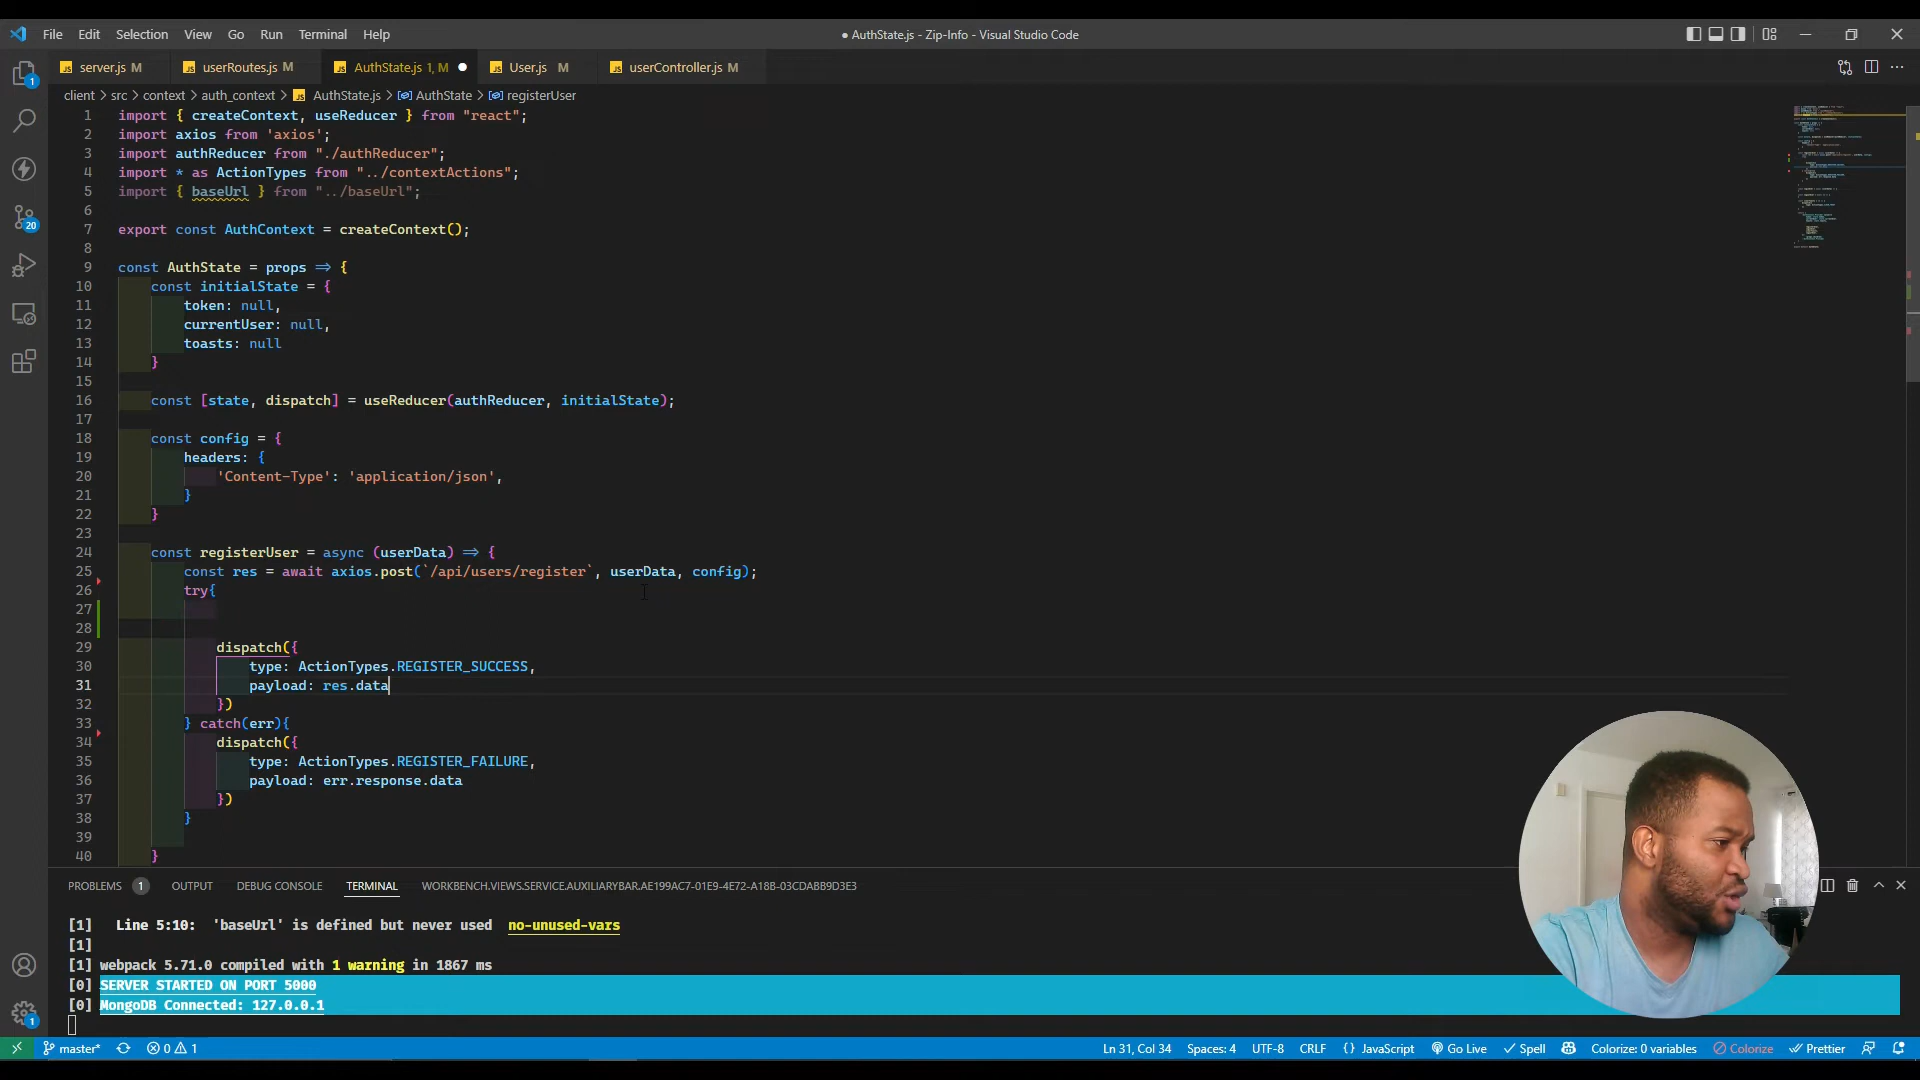 File Edit Selection View Go Run Terminal Help
● AuthState.js - Zip-Info - Visual Studio Code
server.js M
userRoutes.js M
AuthState.js 1, M
User.js M
userController.js M
client > src > context > auth_context > AuthState.js > AuthState > registerUser
1 import { createContext, useReducer } from "react";
2 import axios from 'axios';
3 import authReducer from "./authReducer";
4 import * as ActionTypes from "../contextActions";
5 import { baseUrl } from "../baseUrl";
6
7 export const AuthContext = createContext();
8
9 const AuthState = props => {
10 const initialState = {
11 token: null,
12 currentUser: null,
13 toasts: null
14 }
15
16 const [state, dispatch] = useReducer(authReducer, initialState);
17
18 const config = {
19 headers: {
20 'Content-Type': 'application/json',
21 }
22 }
23
24 const registerUser = async (userData) => {
25 const res = await axios.post(`/api/users/register`, userData, config);
26 try{
27
28
29 dispatch({
30 type: ActionTypes.REGISTER_SUCCESS,
31 payload: res.data
32 })
33 } catch(err){
34 dispatch({
35 type: ActionTypes.REGISTER_FAILURE,
36 payload: err.response.data
37 })
38 }
39
40 }
1
20
1
PROBLEMS 1 OUTPUT DEBUG CONSOLE TERMINAL WORKBENCH.VIEWS.SERVICE.AUXILIARYBAR.AE199AC7-01E9-4E72-A18B-03CDABB9D3E3
[1] Line 5:10: 'baseUrl' is defined but never used no-unused-vars
[1]
[1] webpack 5.71.0 compiled with 1 warning in 1867 ms
[0] SERVER STARTED ON PORT 5000
[0] MongoDB Connected: 127.0.0.1
master* 0 1 Ln 31, Col 34 Spaces: 4 UTF-8 CRLF {} JavaScript Go Live Spell Colorize: 0 variables Colorize Prettier